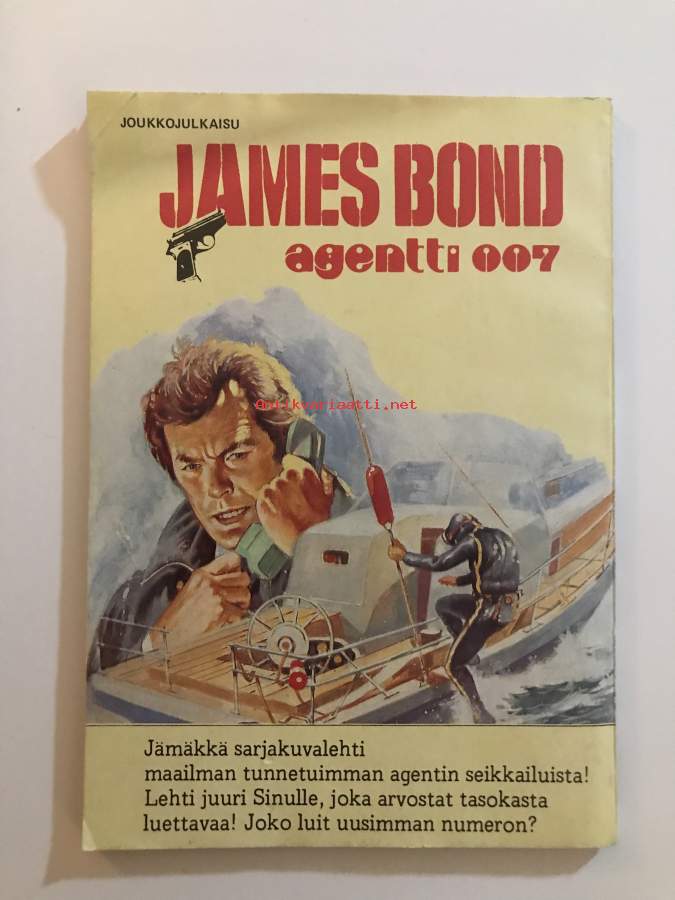 JOUKKOJULKAISU
JAMES BOND
agentti 007
Antikvariaatti.net
Jämäkkä sarjakuvalehti
maailman tunnetuimman agentin seikkailuista!
Lehti juuri Sinulle, joka arvostat tasokasta
luettavaa! Joko luit uusimman numeron?